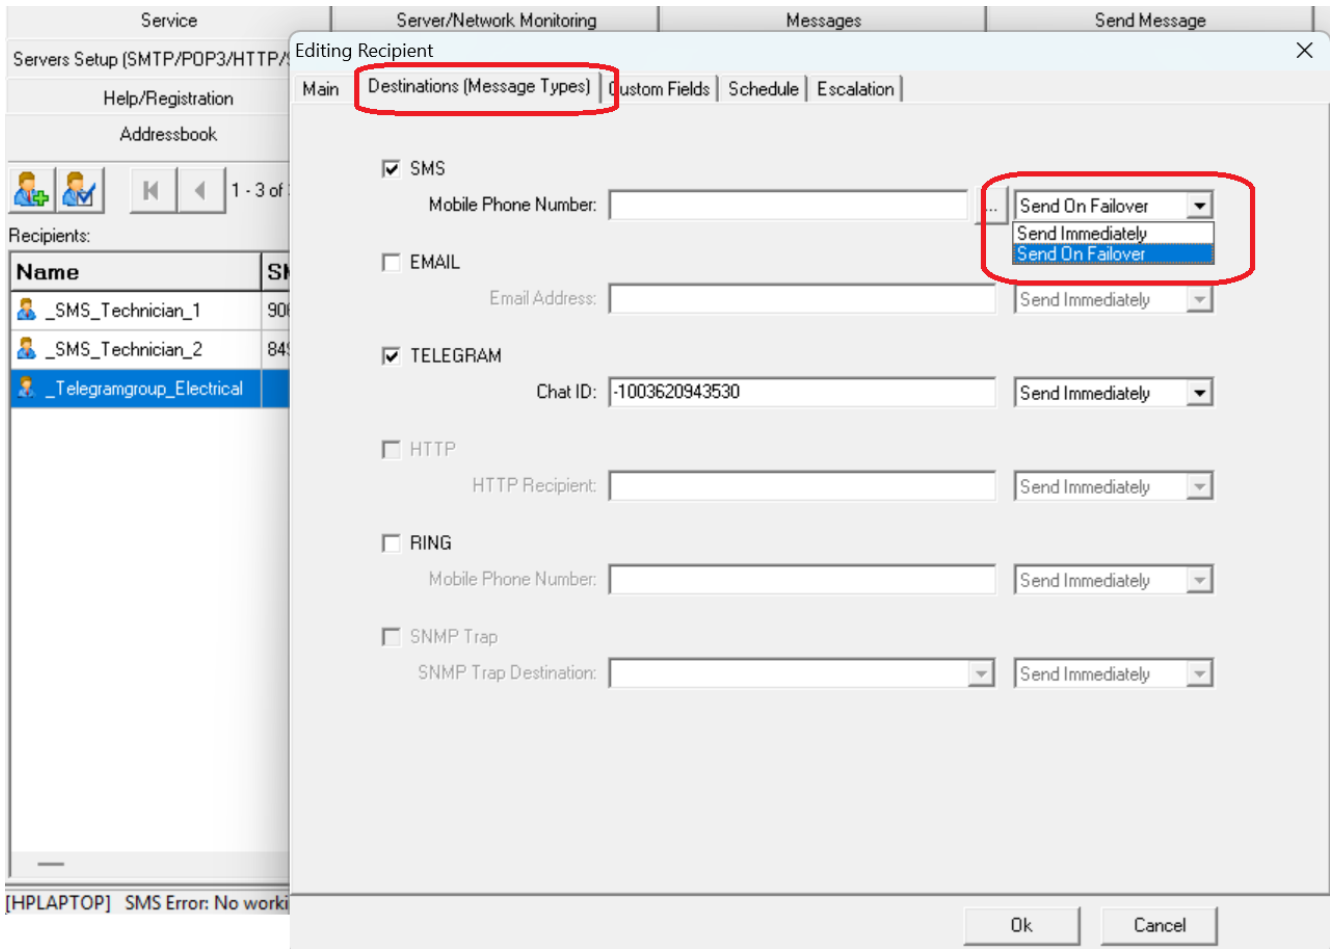 Service
Server/Network Monitoring
Messages
Send Message
Servers Setup (SMTP/POP3/HTTP/
Editing Recipient
Help/Registration
Main
Destinations (Message Types)
Custom Fields
Schedule
Escalation
Addressbook
1 - 3 of
Recipients:
Name
_SMS_Technician_1
_SMS_Technician_2
_Telegramgroup_Electrical
SMS
Mobile Phone Number:
...
Send On Failover
Send Immediately
Send On Failover
EMAIL
Email Address:
Send Immediately
TELEGRAM
Chat ID:
-1003620943530
Send Immediately
HTTP
HTTP Recipient:
Send Immediately
RING
Mobile Phone Number:
Send Immediately
SNMP Trap
SNMP Trap Destination:
Send Immediately
[HPLAPTOP] SMS Error: No worki
Ok
Cancel